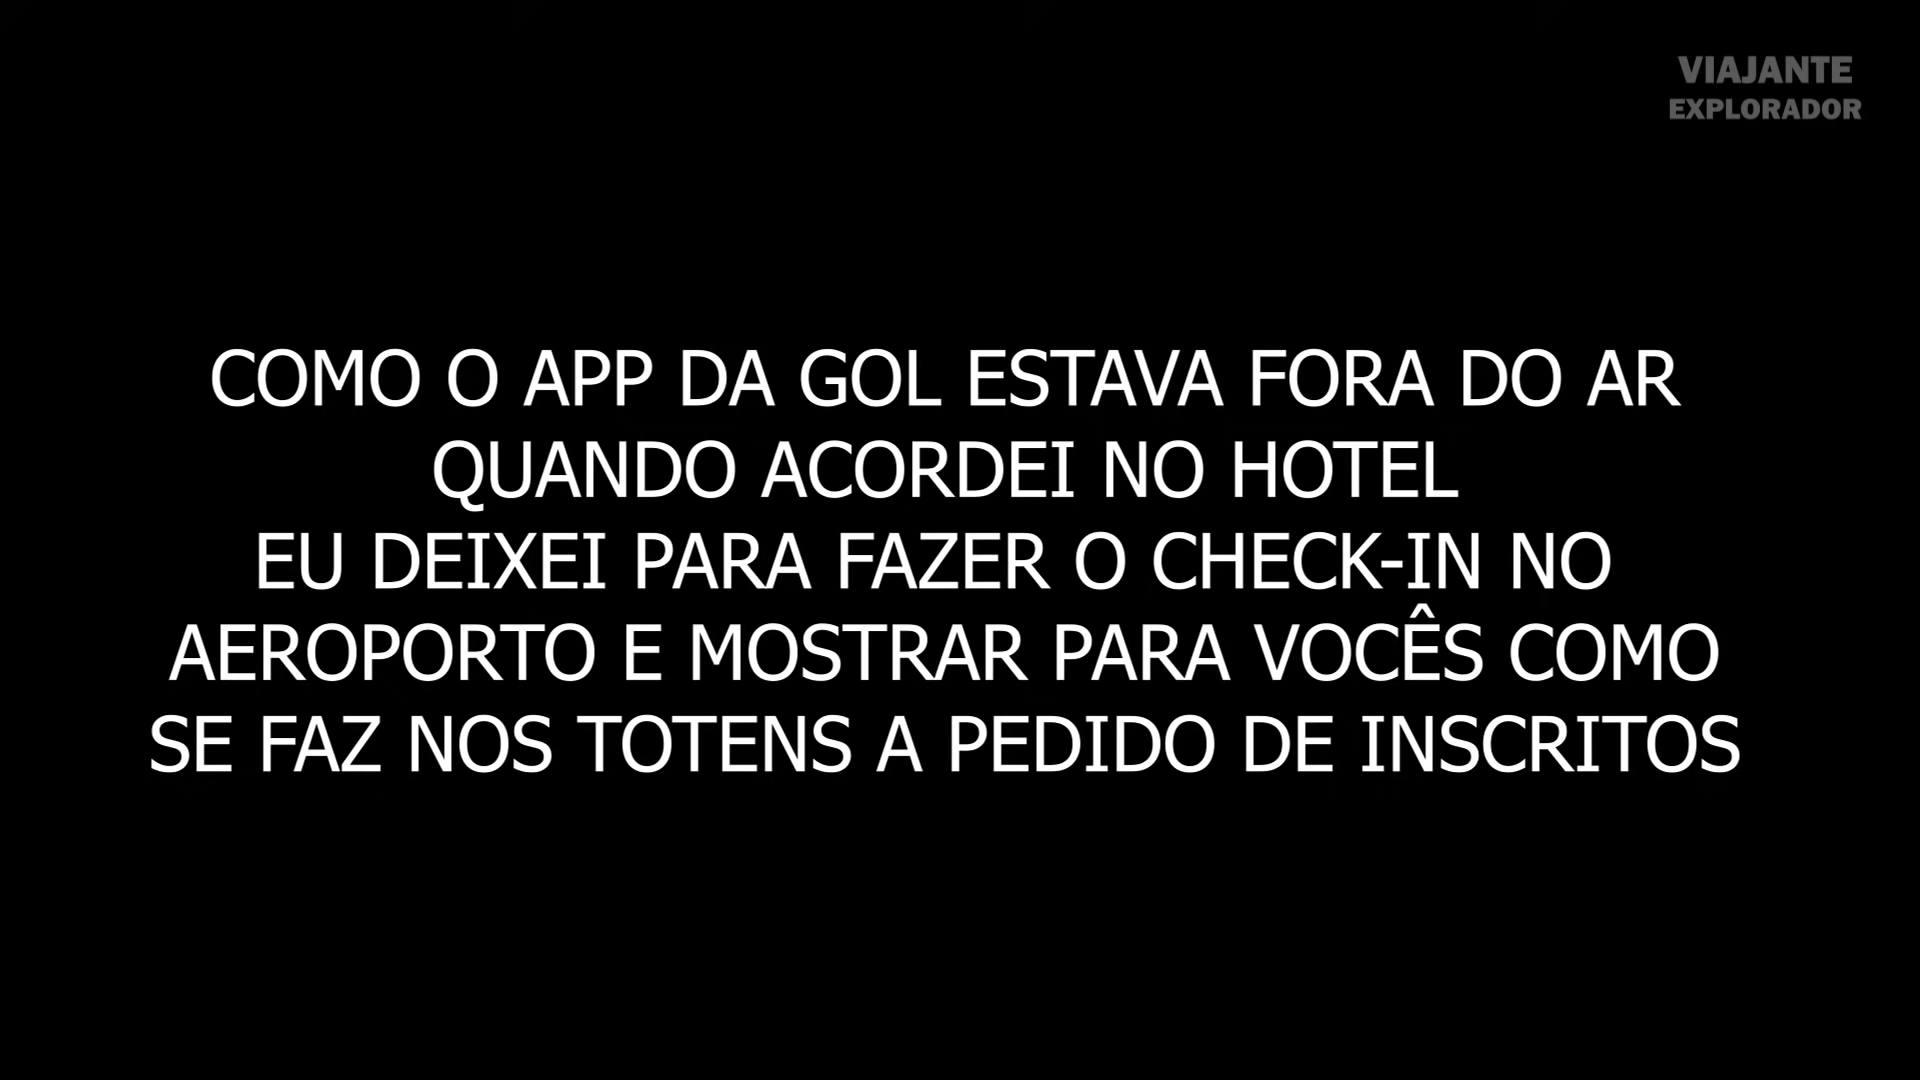 VIAJANTE
EXPLORADOR
COMO O APP DA GOL ESTAVA FORA DO AR
QUANDO ACORDEI NO HOTEL
EU DEIXEI PARA FAZER O CHECK-IN NO
AEROPORTO E MOSTRAR PARA VOCÊS COMO
SE FAZ NOS TOTENS A PEDIDO DE INSCRITOS